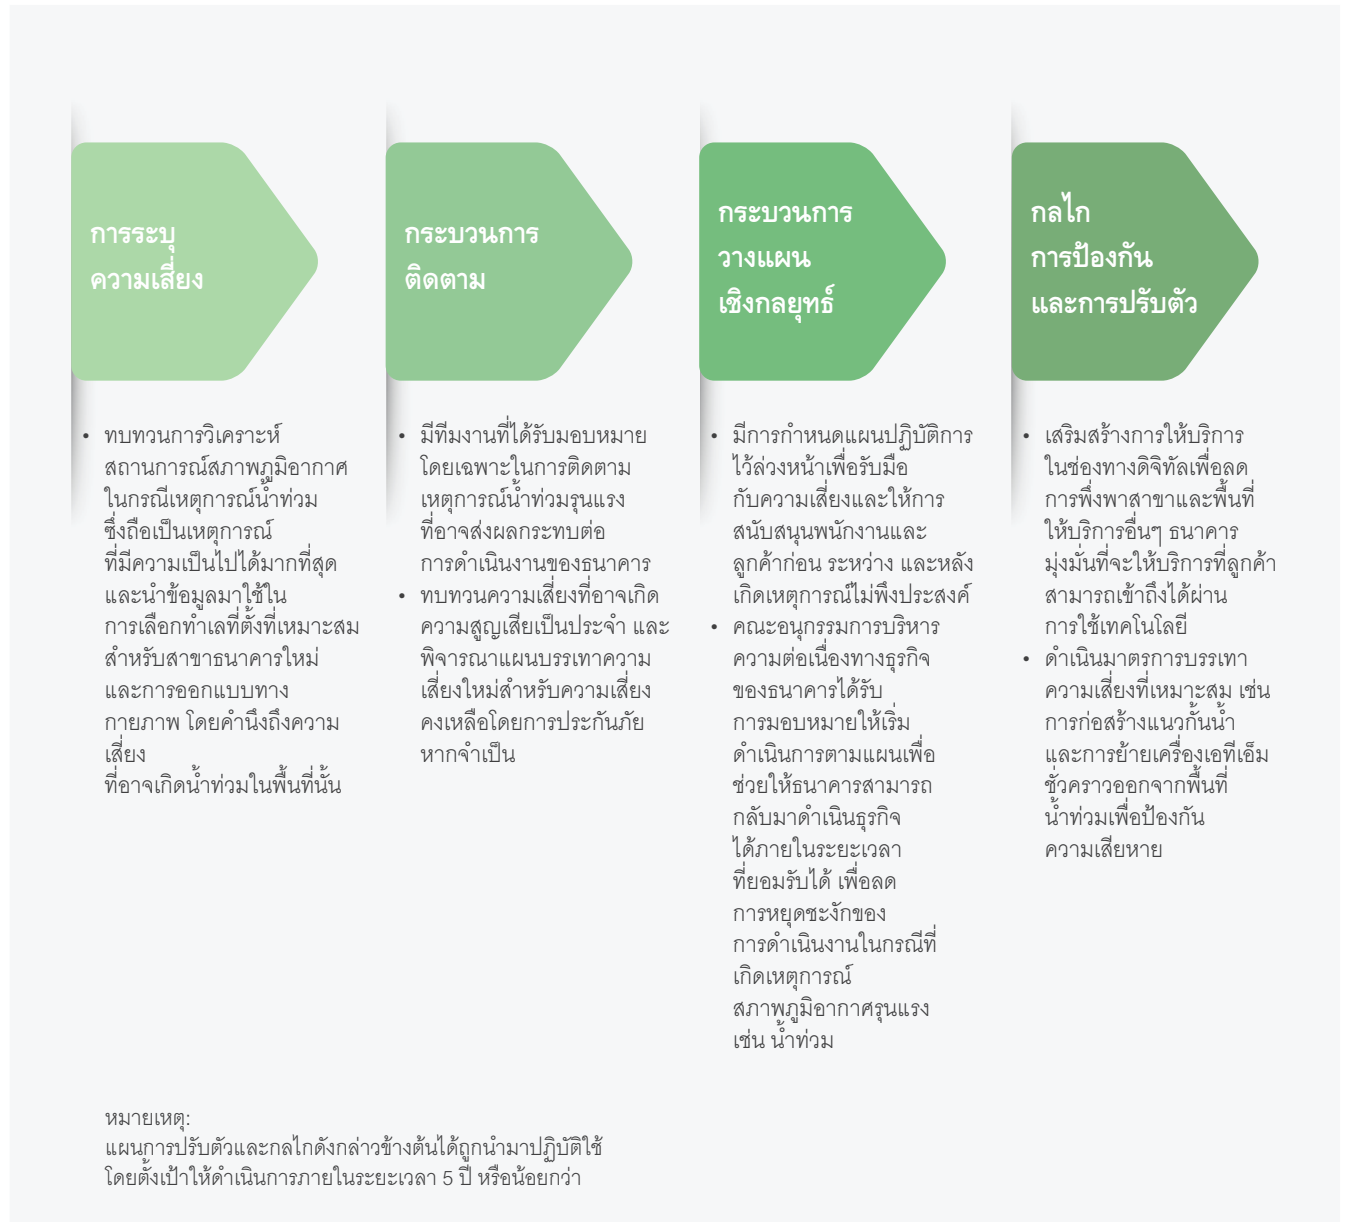 การระบุ
ความเสี่ยง
• ทบทวนการวิเคราะห์
สถานการณ์สภาพภูมิอากาศ
ในกรณีเหตุการณ์น้ำท่วม
ซึ่งถือเป็นเหตุการณ์
ที่มีความเป็นไปได้มากที่สุด
และนำข้อมูลมาใช้ใน
การเลือกทำเลที่ตั้งที่เหมาะสม
สำหรับสาขาธนาคารใหม่
และการออกแบบทาง
กายภาพ โดยคำนึงถึงความ
เสี่ยง
ที่อาจเกิดน้ำท่วมในพื้นที่นั้น
กระบวนการ
ติดตาม
• มีทีมงานที่ได้รับมอบหมาย
โดยเฉพาะในการติดตาม
เหตุการณ์น้ำท่วมรุนแรง
ที่อาจส่งผลกระทบต่อ
การดำเนินงานของธนาคาร
• ทบทวนความเสี่ยงที่อาจเกิด
ความสูญเสียเป็นประจำ และ
พิจารณาแผนบรรเทาความ
เสี่ยงใหม่สำหรับความเสี่ยง
คงเหลือโดยการประกันภัย
หากจำเป็น
กระบวนการ
วางแผน
เชิงกลยุทธ์
• มีการกำหนดแผนปฏิบัติการ
ไว้ล่วงหน้าเพื่อรับมือ
กับความเสี่ยงและให้การ
สนับสนุนพนักงานและ
ลูกค้าก่อน ระหว่าง และหลัง
เกิดเหตุการณ์ไม่พึงประสงค์
• คณะอนุกรรมการบริหาร
ความต่อเนื่องทางธุรกิจ
ของธนาคารได้รับ
การมอบหมายให้เริ่ม
ดำเนินการตามแผนเพื่อ
ช่วยให้ธนาคารสามารถ
กลับมาดำเนินธุรกิจ
ได้ภายในระยะเวลา
ที่ยอมรับได้ เพื่อลด
การหยุดชะงักของ
การดำเนินงานในกรณีที่
เกิดเหตุการณ์
สภาพภูมิอากาศรุนแรง
เช่น น้ำท่วม
กลไก
การป้องกัน
และการปรับตัว
• เสริมสร้างการให้บริการ
ในช่องทางดิจิทัลเพื่อลด
การพึ่งพาสาขาและพื้นที่
ให้บริการอื่นๆ ธนาคาร
มุ่งมั่นที่จะให้บริการที่ลูกค้า
สามารถเข้าถึงได้ผ่าน
การใช้เทคโนโลยี
• ดำเนินมาตรการบรรเทา
ความเสี่ยงที่เหมาะสม เช่น
การก่อสร้างแนวกั้นน้ำ
และการย้ายเครื่องเอทีเอ็ม
ชั่วคราวออกจากพื้นที่
น้ำท่วมเพื่อป้องกัน
ความเสียหาย
หมายเหตุ:
แผนการปรับตัวและกลไกดังกล่าวข้างต้นได้ถูกนำมาปฏิบัติใช้
โดยตั้งเป้าให้ดำเนินการภายในระยะเวลา 5 ปี หรือน้อยกว่า